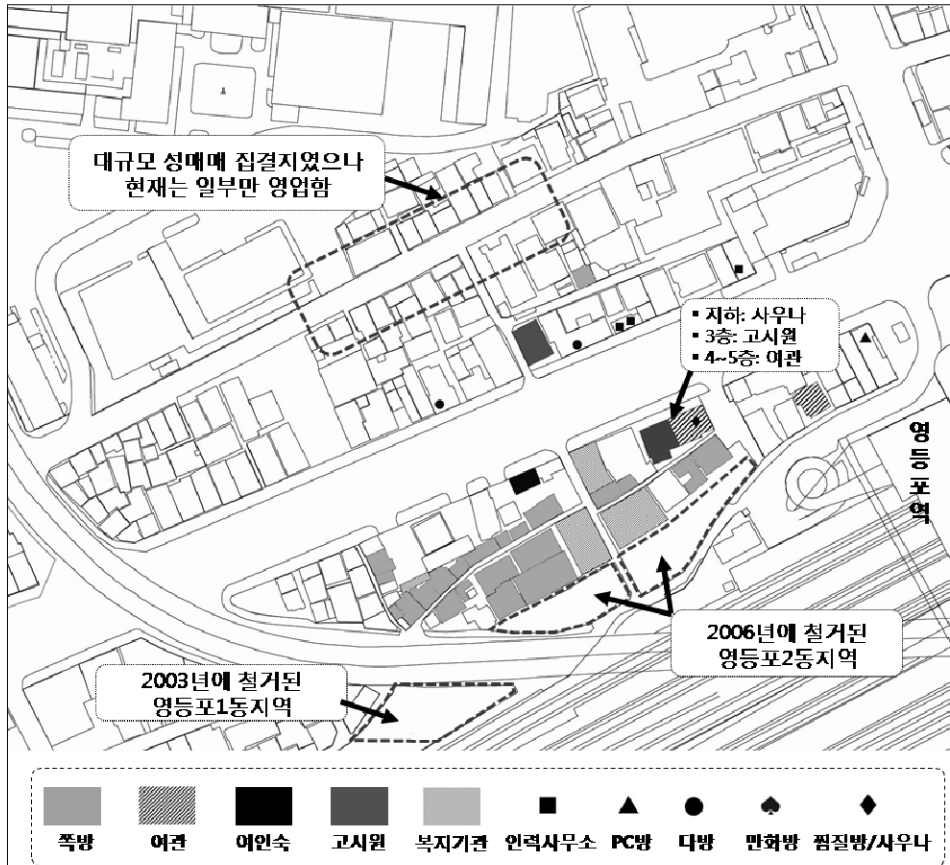 대규모 성매매 집결지였으나
현재는 일부만 영업함
▪ 지하: 사우나
▪ 3층: 고시원
▪ 4~5층: 여관
영등포역
2006년에 철거된
영등포2동지역
2003년에 철거된
영등포1동지역
쪽방 여관 여인숙 고시원 복지기관 인력사무소 PC방 다방 만화방 찜질방/사우나